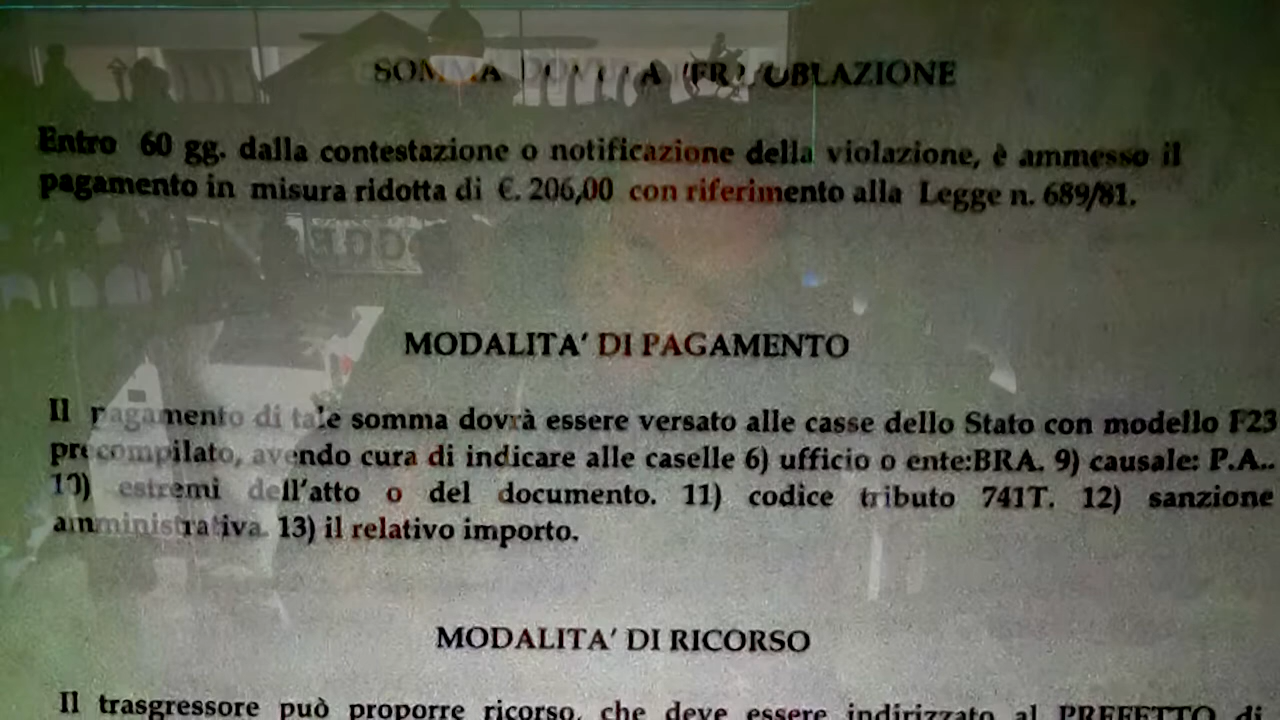 SOMMA DOVUTA (PER) OBLAZIONE
Entro 60 gg. dalla contestazione o notificazione della violazione, è ammesso il
pagamento in misura ridotta di €. 206,00 con riferimento alla Legge n. 689/81.
MODALITA' DI PAGAMENTO
Il pagamento di tale somma dovrà essere versato alle casse dello Stato con modello F23
precompilato, avendo cura di indicare alle caselle 6) ufficio o ente:BRA. 9) causale: P.A..
10) estremi dell'atto o del documento. 11) codice tributo 741T. 12) sanzione
amministrativa. 13) il relativo importo.
MODALITA' DI RICORSO
Il trasgressore può proporre ricorso, che deve essere indirizzato al PREFETTO di